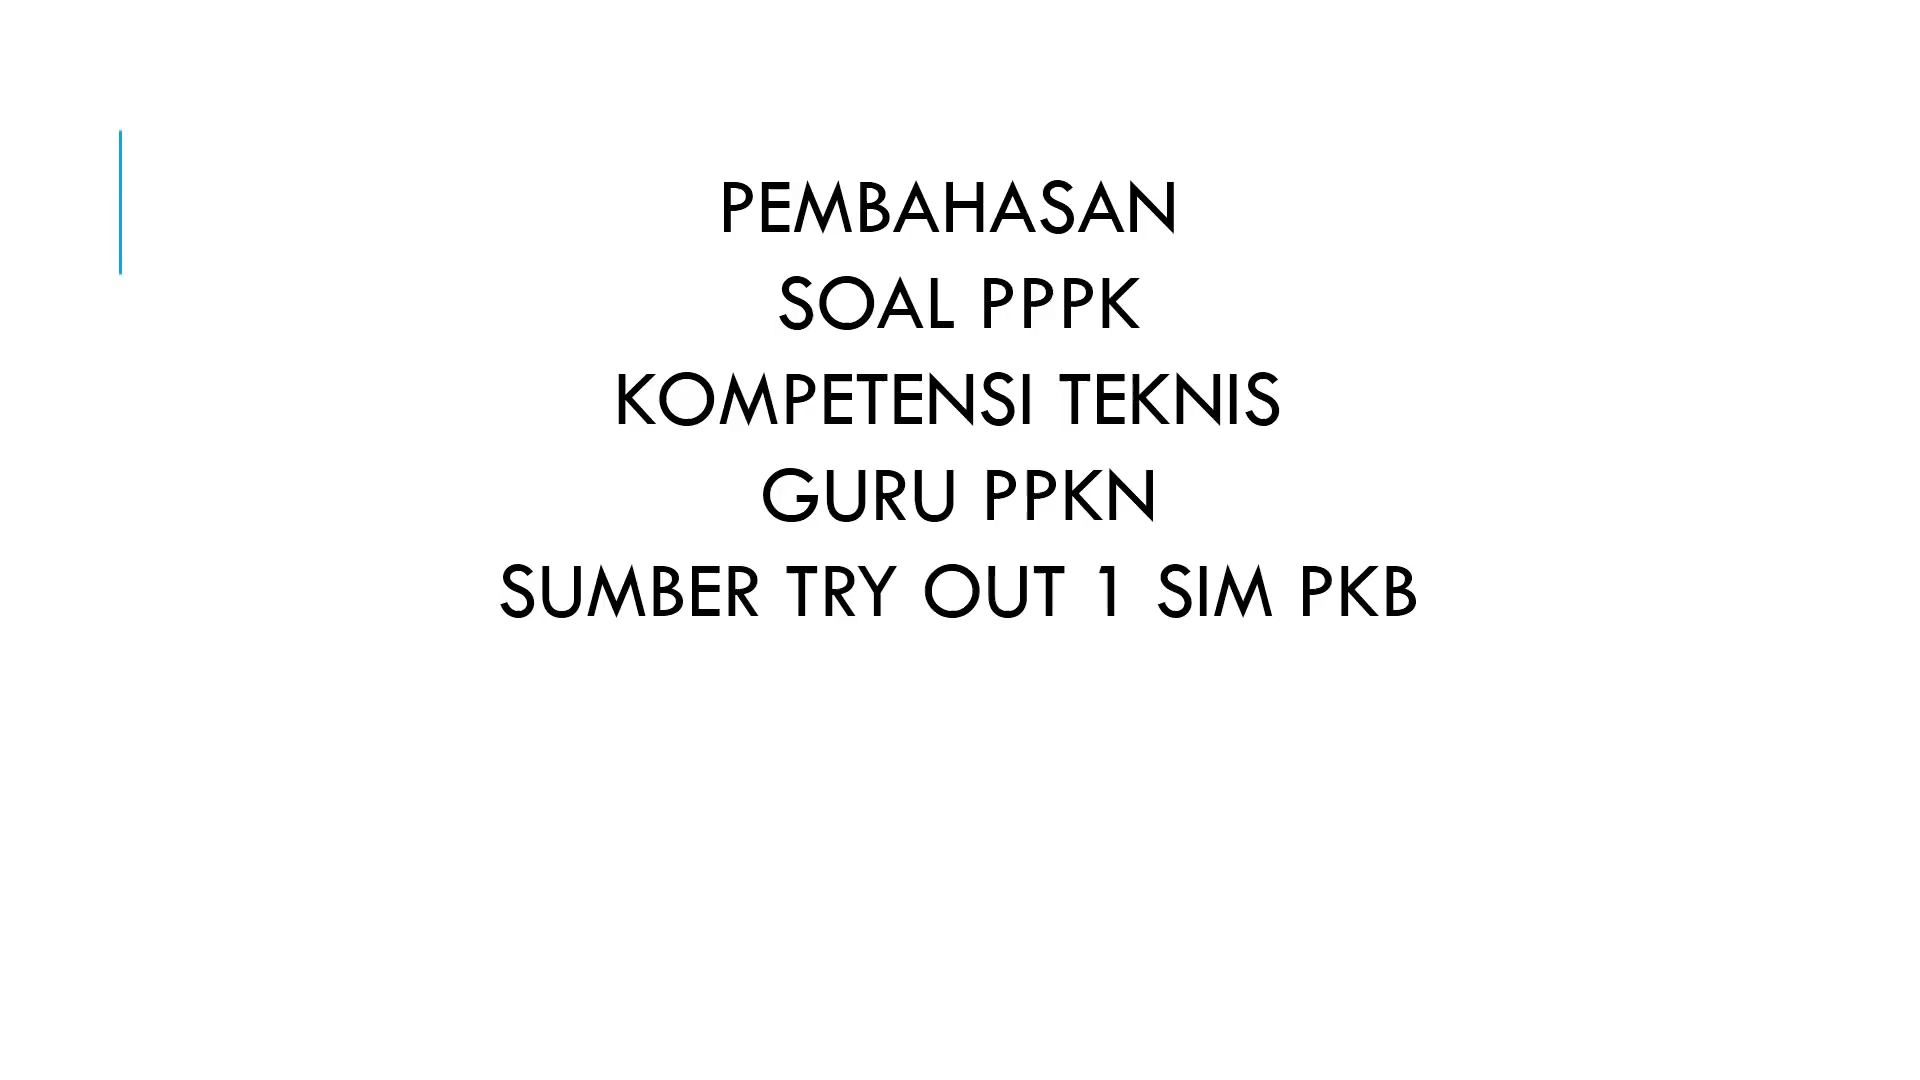 PEMBAHASAN
SOAL PPPK
KOMPETENSI TEKNIS
GURU PPKN
SUMBER TRY OUT 1 SIM PKB